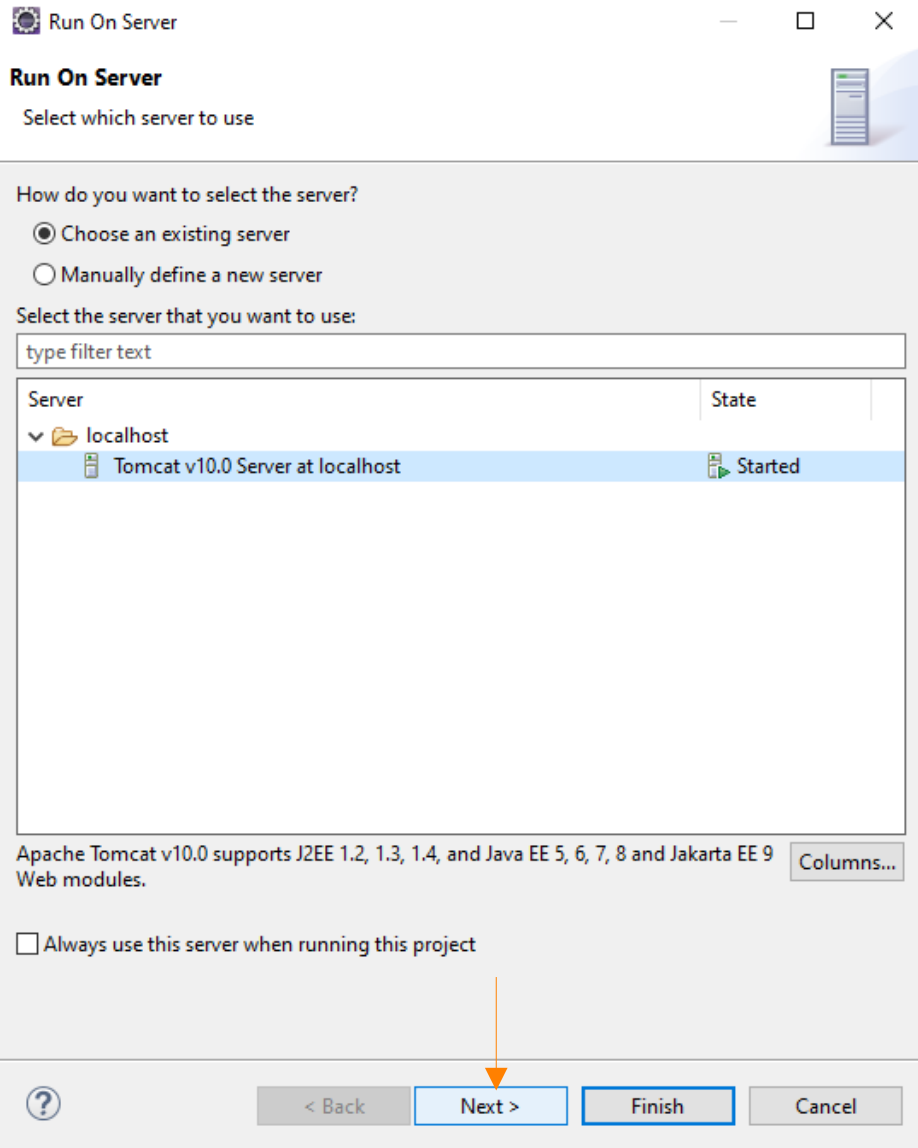 Run On Server
Run On Server
Select which server to use
How do you want to select the server?
Choose an existing server
Manually define a new server
Select the server that you want to use:
type filter text
Server State
localhost
Tomcat v10.0 Server at localhost Started
Apache Tomcat v10.0 supports J2EE 1.2, 1.3, 1.4, and Java EE 5, 6, 7, 8 and Jakarta EE 9
Web modules.
Columns...
Always use this server when running this project
? < Back Next > Finish Cancel